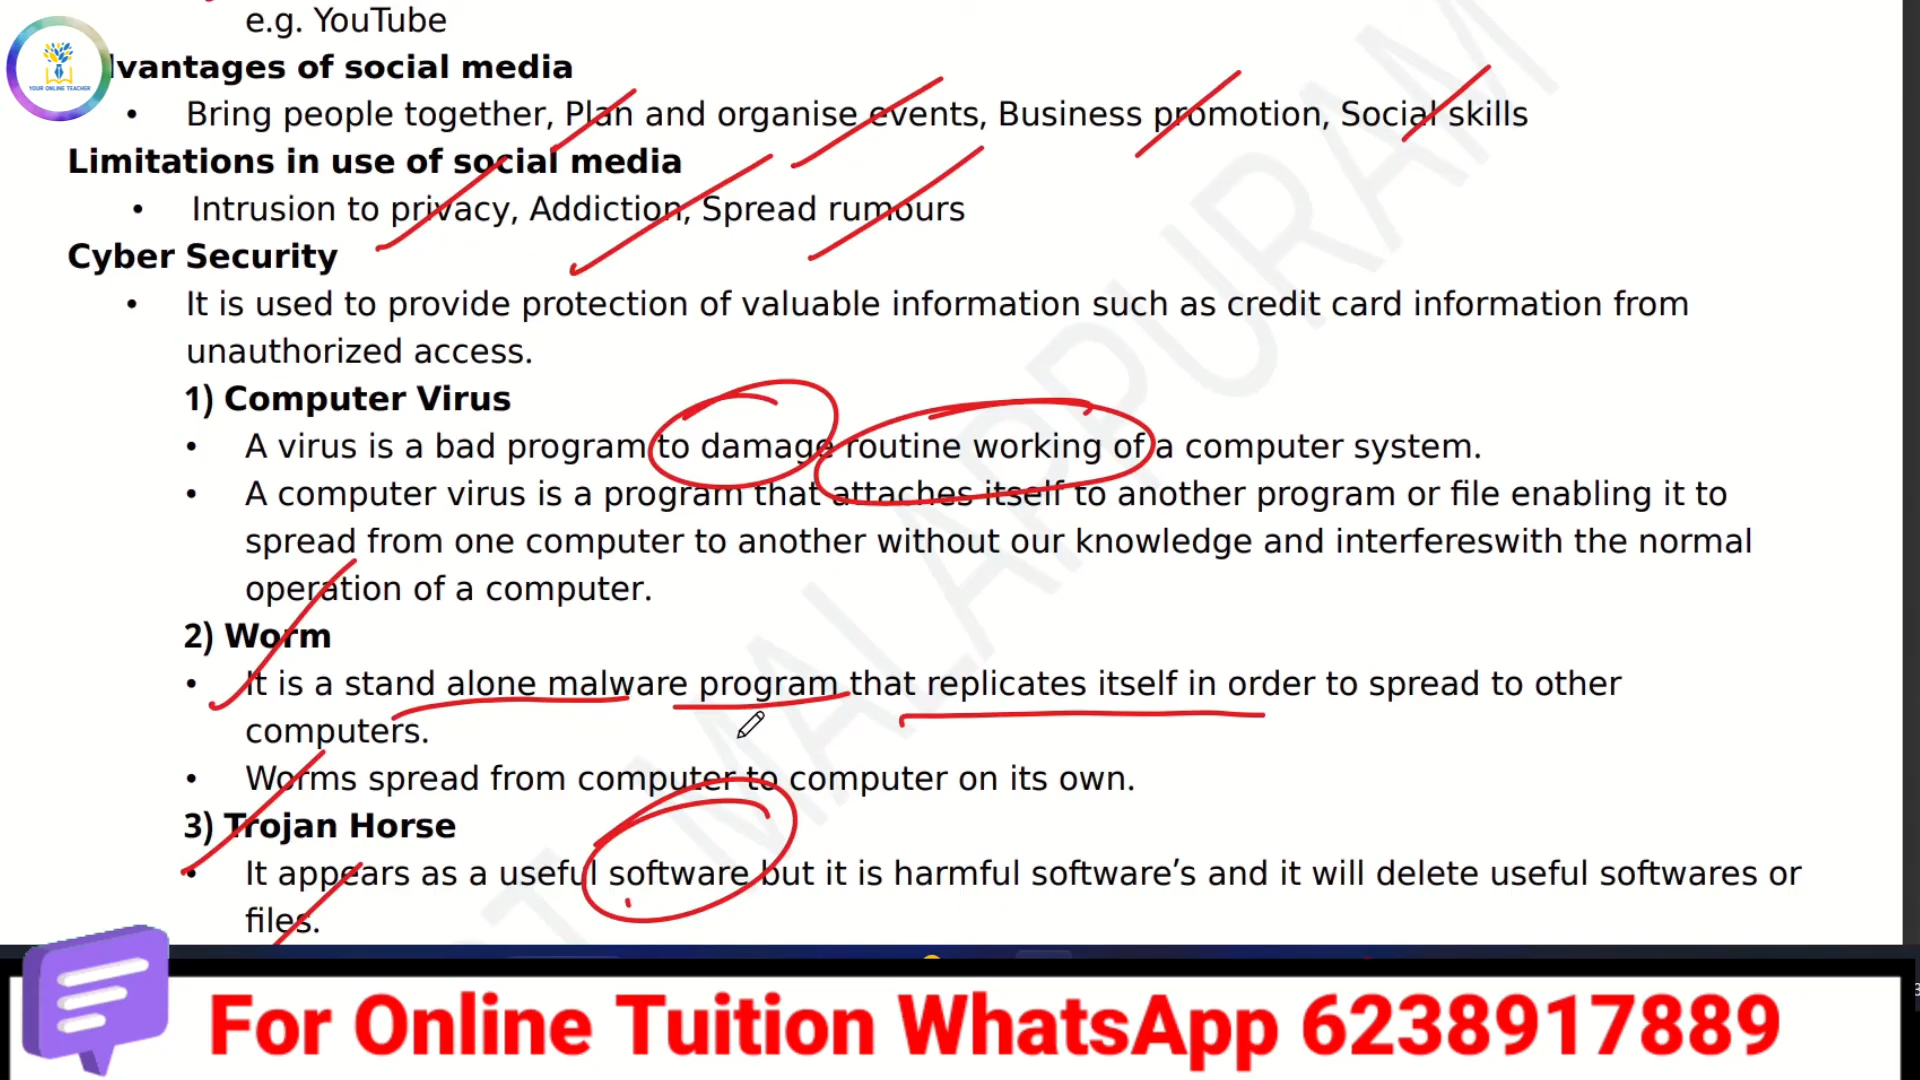 e.g. YouTube
YOUR ONLINE TEACHER
vantages of social media
• Bring people together, Plan and organise events, Business promotion, Social skills
Limitations in use of social media
• Intrusion to privacy, Addiction, Spread rumours
Cyber Security
• It is used to provide protection of valuable information such as credit card information from
unauthorized access.
1) Computer Virus
• A virus is a bad program to damage routine working of a computer system.
• A computer virus is a program that attaches itself to another program or file enabling it to
spread from one computer to another without our knowledge and interfereswith the normal
operation of a computer.
2) Worm
• It is a stand alone malware program that replicates itself in order to spread to other
computers.
• Worms spread from computer to computer on its own.
3) Trojan Horse
• It appears as a useful software but it is harmful software’s and it will delete useful softwares or
files.
MALAPPURAM
For Online Tuition WhatsApp 6238917889